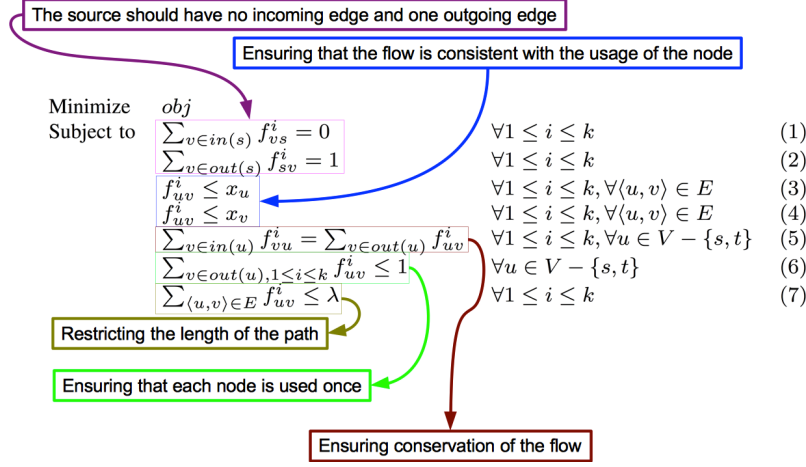 The source should have no incoming edge and one outgoing edge
Ensuring that the flow is consistent with the usage of the node
Minimize obj
Subject to ∑_{v∈in(s)} f^i_{vs} = 0 ∀1 ≤ i ≤ k (1)
∑_{v∈out(s)} f^i_{sv} = 1 ∀1 ≤ i ≤ k (2)
f^i_{uv} ≤ x_u ∀1 ≤ i ≤ k, ∀⟨u, v⟩ ∈ E (3)
f^i_{uv} ≤ x_v ∀1 ≤ i ≤ k, ∀⟨u, v⟩ ∈ E (4)
∑_{v∈in(u)} f^i_{vu} = ∑_{v∈out(u)} f^i_{uv} ∀1 ≤ i ≤ k, ∀u ∈ V − {s, t} (5)
∑_{v∈out(u),1≤i≤k} f^i_{uv} ≤ 1 ∀u ∈ V − {s, t} (6)
∑_{⟨u,v⟩∈E} f^i_{uv} ≤ λ ∀1 ≤ i ≤ k (7)
Restricting the length of the path
Ensuring that each node is used once
Ensuring conservation of the flow